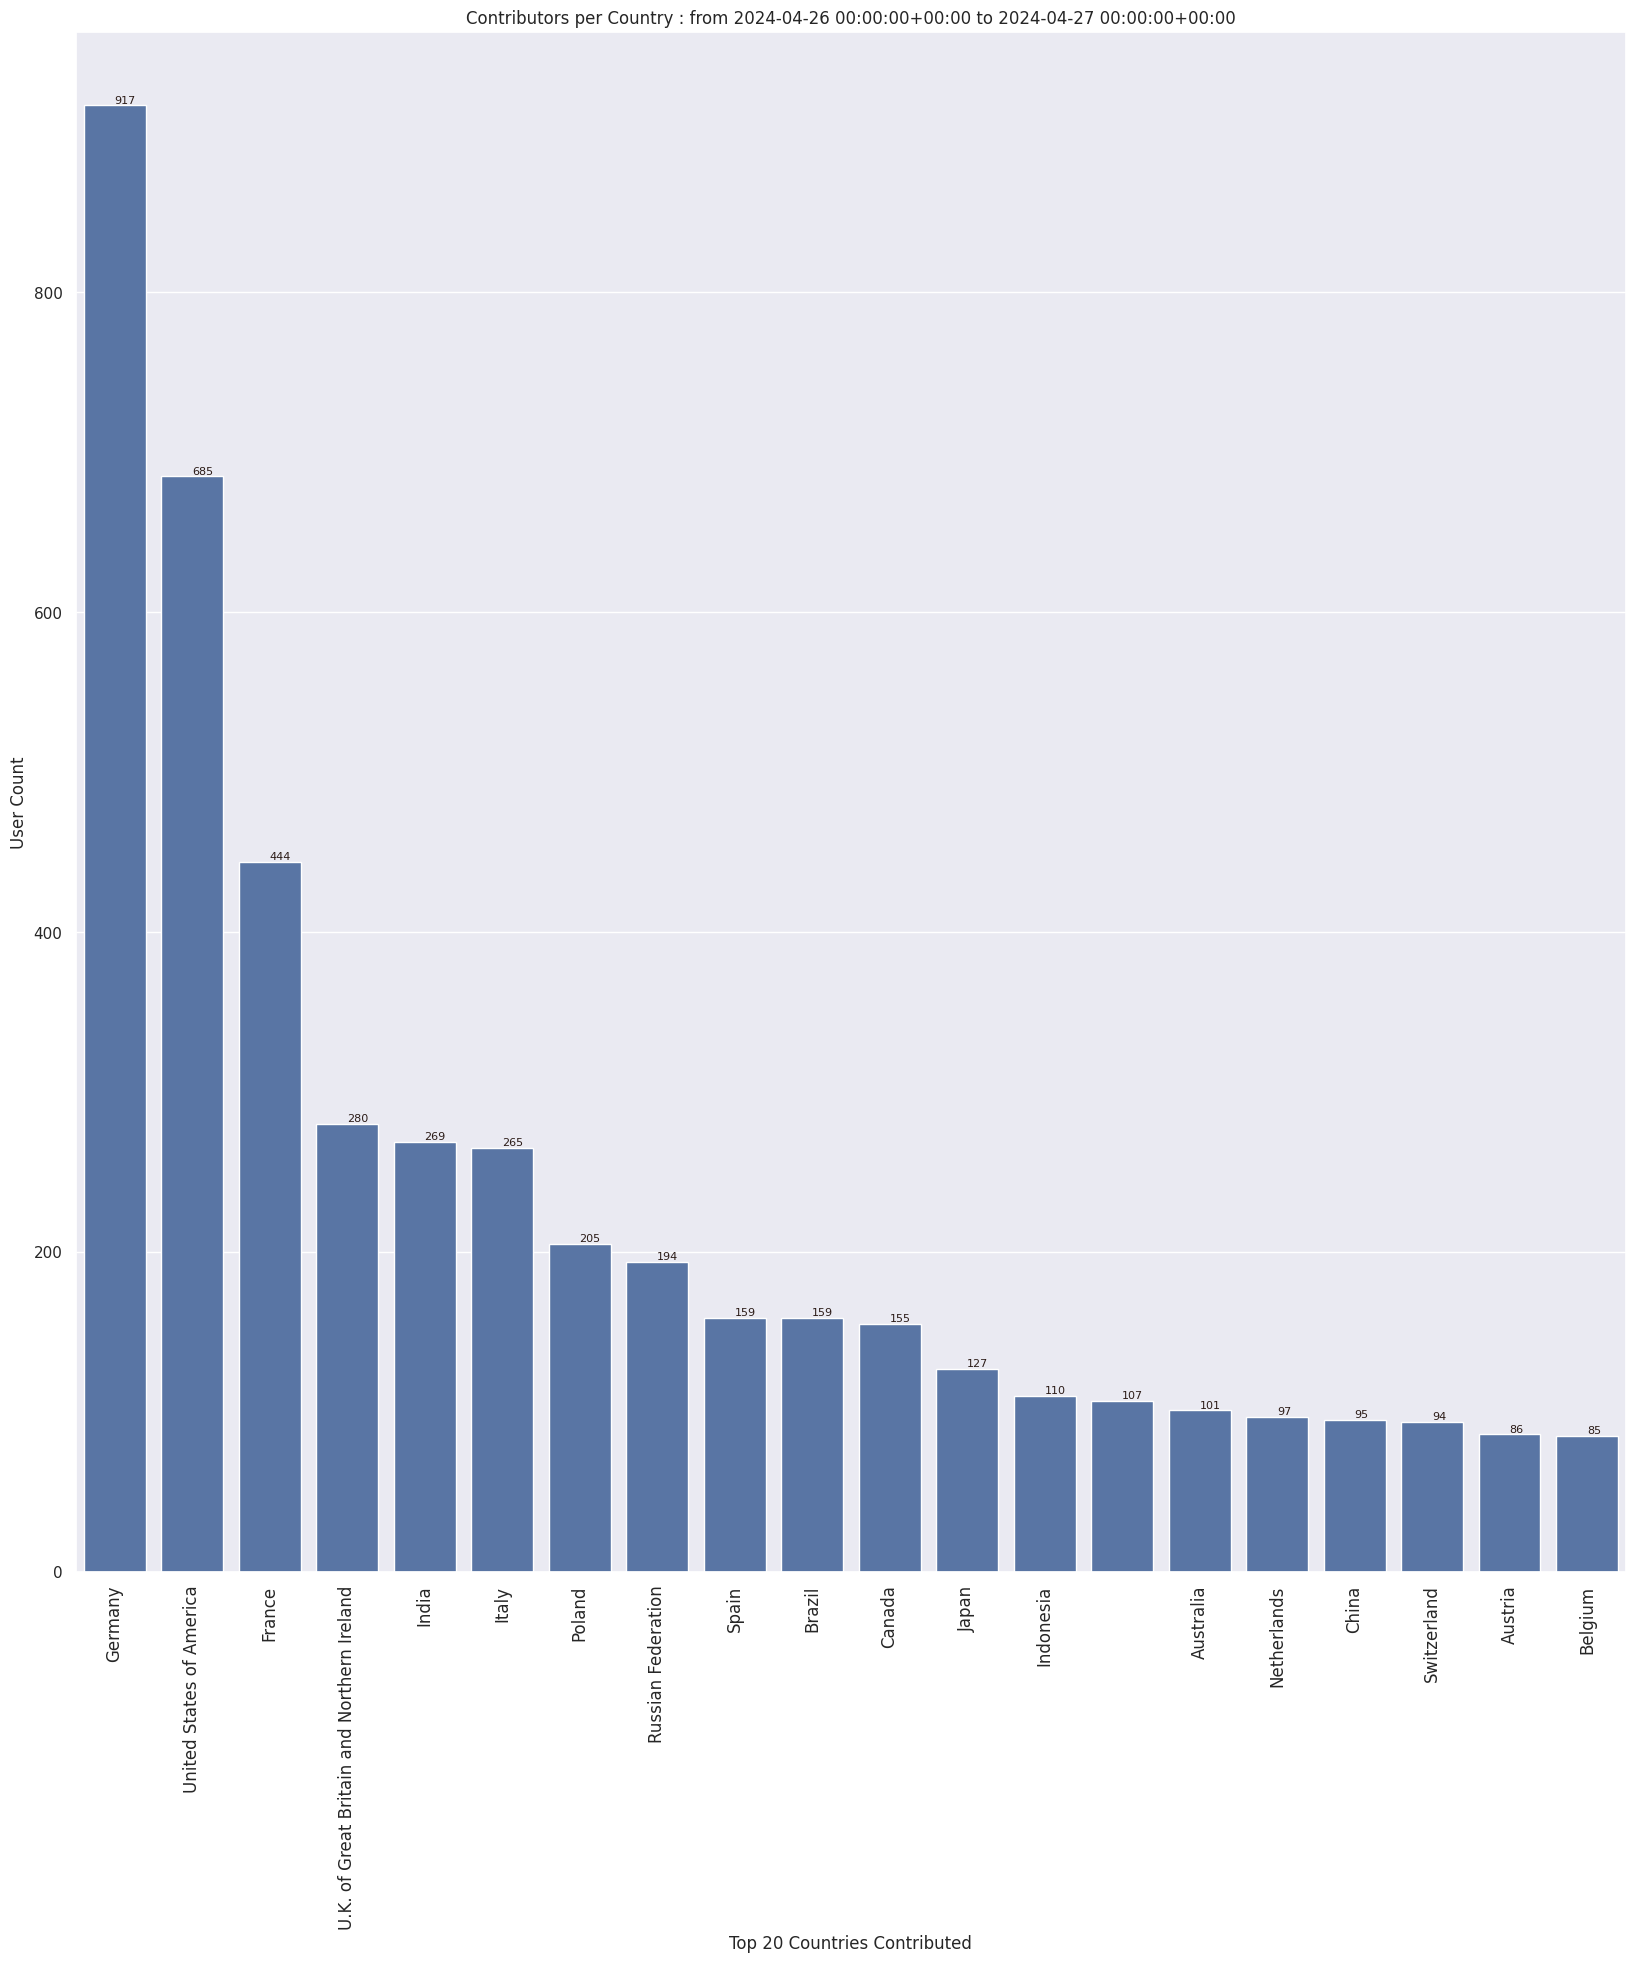 Contributors per Country : from 2024-04-26 00:00:00+00:00 to 2024-04-27 00:00:00+00:00
917
685
444
280
269
265
205
194
159
159
155
127
110
107
101
97
95
94
86
85
800
600
400
200
0
User Count
Germany
United States of America
France
U.K. of Great Britain and Northern Ireland
India
Italy
Poland
Russian Federation
Spain
Brazil
Canada
Japan
Indonesia
Australia
Netherlands
China
Switzerland
Austria
Belgium
Top 20 Countries Contributed